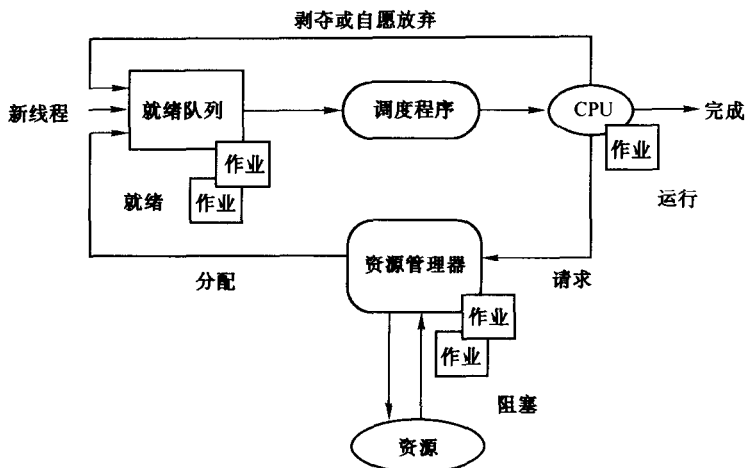 剥夺或自愿放弃
新线程
就绪队列
调度程序
CPU
完成
作业
作业
作业
就绪
运行
资源管理器
分配
请求
作业
作业
阻塞
资源